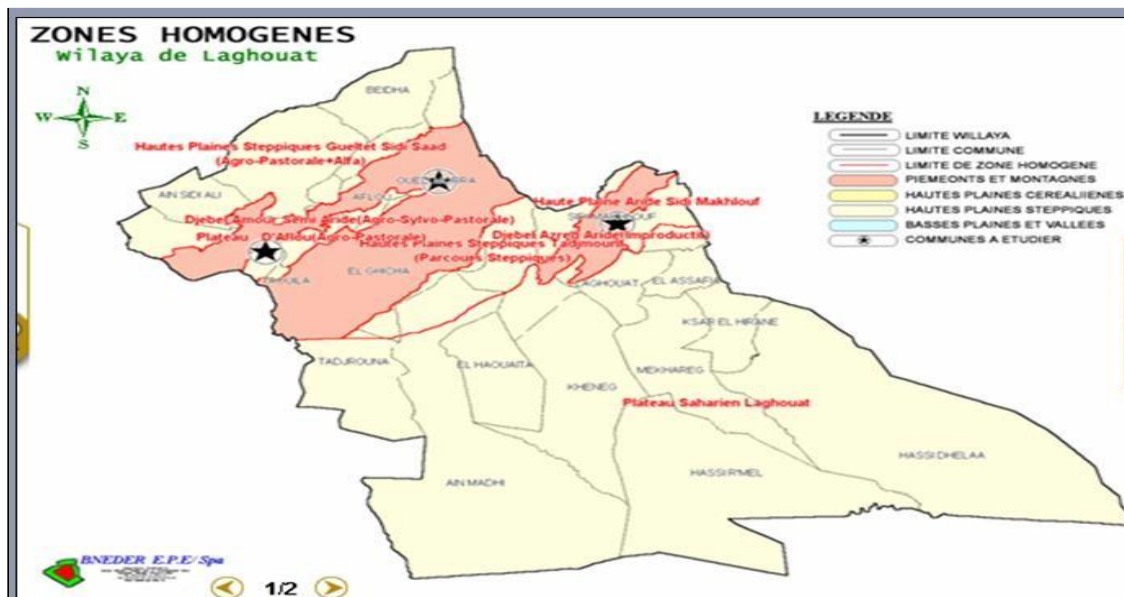 ZONES HOMOGENES
Wilaya de Laghouat
N
W E
S
BEIDHA
Hautes Plaines Steppiques Gueltet Sidi Saad
(Agro-Pastorale+Alfa)
AIN SIDI ALI
AFLOU
Haute Plaine Aride Sidi Makhlouf
Djebel Amour Semi Aride(Agro-Sylvo-Pastorale)
Plateau D'Aflou(Agro-Pastorale)
Djebel Azreg Aride(Improductif)
Hautes Plaines Steppiques Tadjmount
(Parcours Steppiques)
EL GHICHA
LAGHOUAT
EL ASSAFIA
KSAR EL HIRANE
TADJROUNA
EL HAOUAITA
KHENEG
MEKHAREG
Plateau Saharien Laghouat
HASSI DHELAA
AIN MADHI
HASSI R'MEL
LEGENDE
LIMITE WILLAYA
LIMITE COMMUNE
LIMITE DE ZONE HOMOGENE
PIEMEONTS ET MONTAGNES
HAUTES PLAINES CEREALIIENES
HAUTES PLAINES STEPPIQUES
BASSES PLAINES ET VALLEES
COMMUNES A ETUDIER
BNEDER E.P.E/Spa
1/2